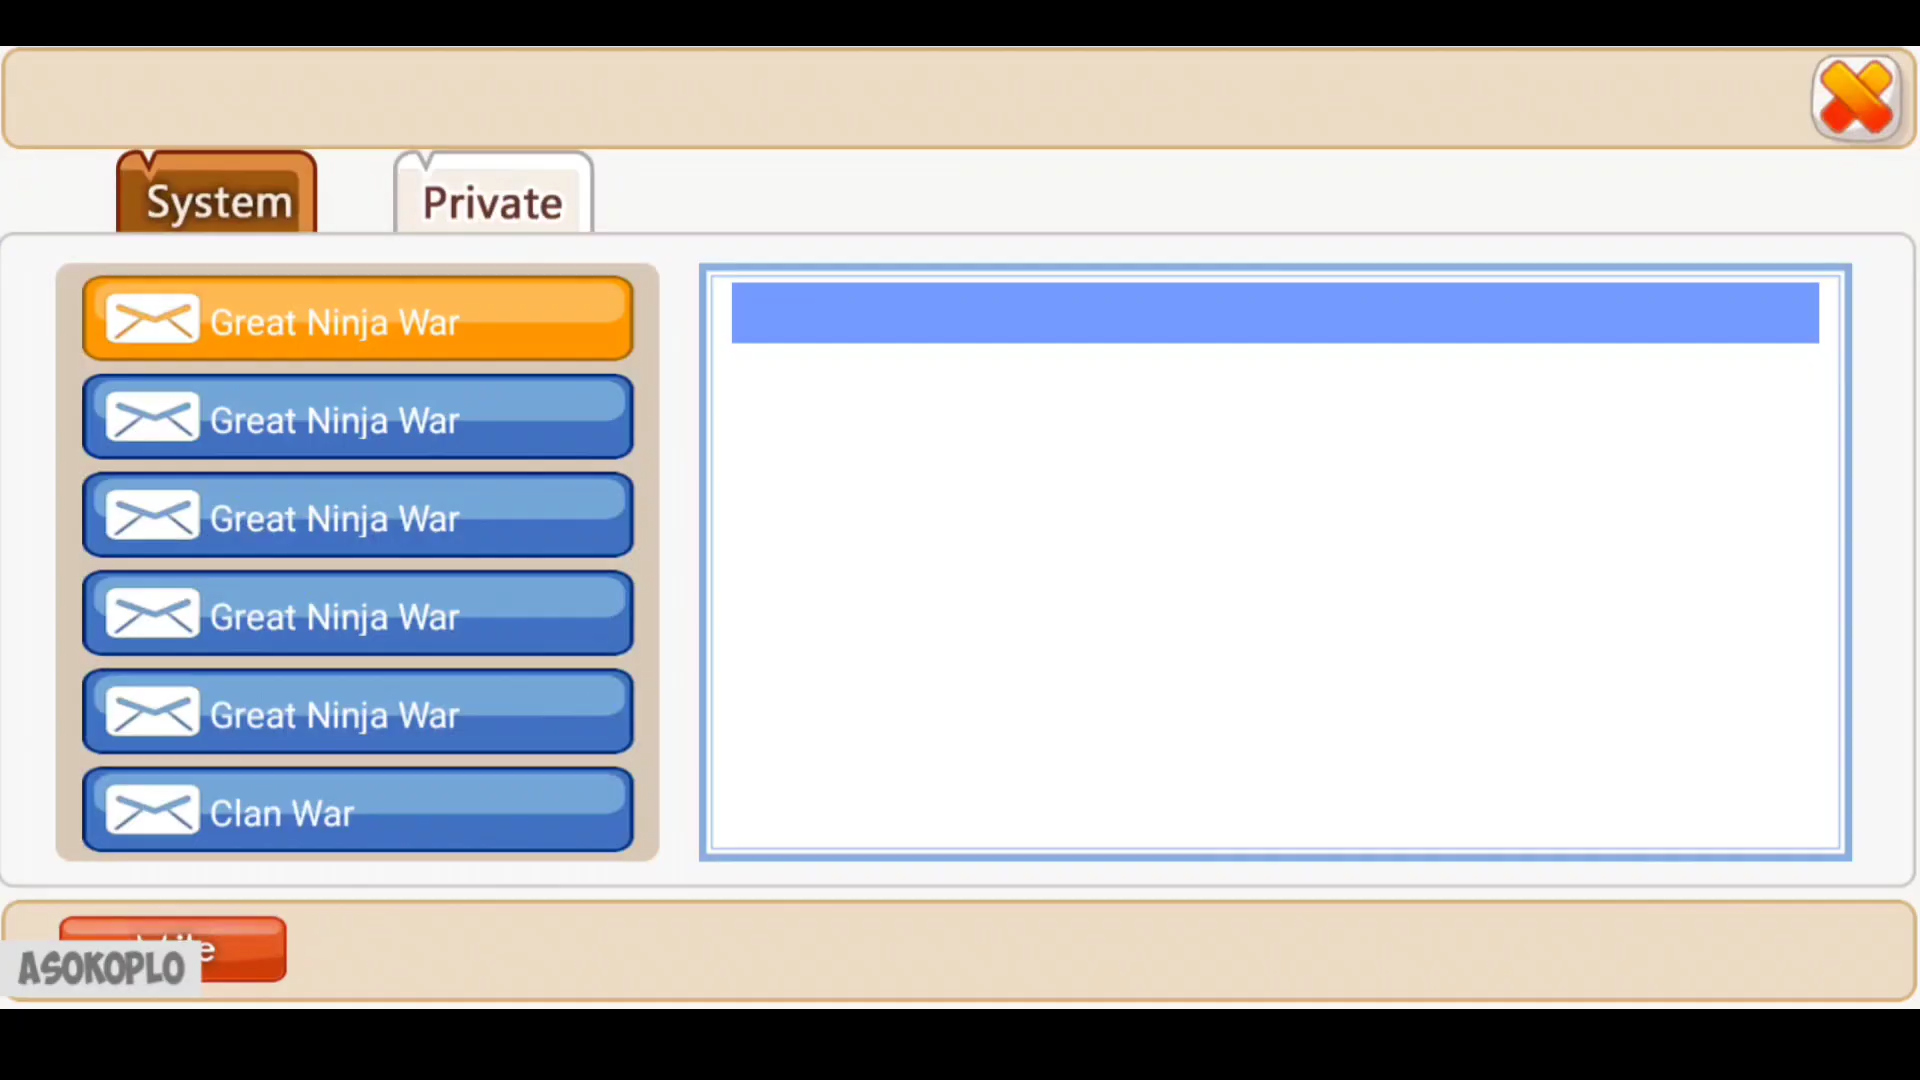 System
Private
Great Ninja War
Great Ninja War
Great Ninja War
Great Ninja War
Great Ninja War
Clan War
ASOKOPLO